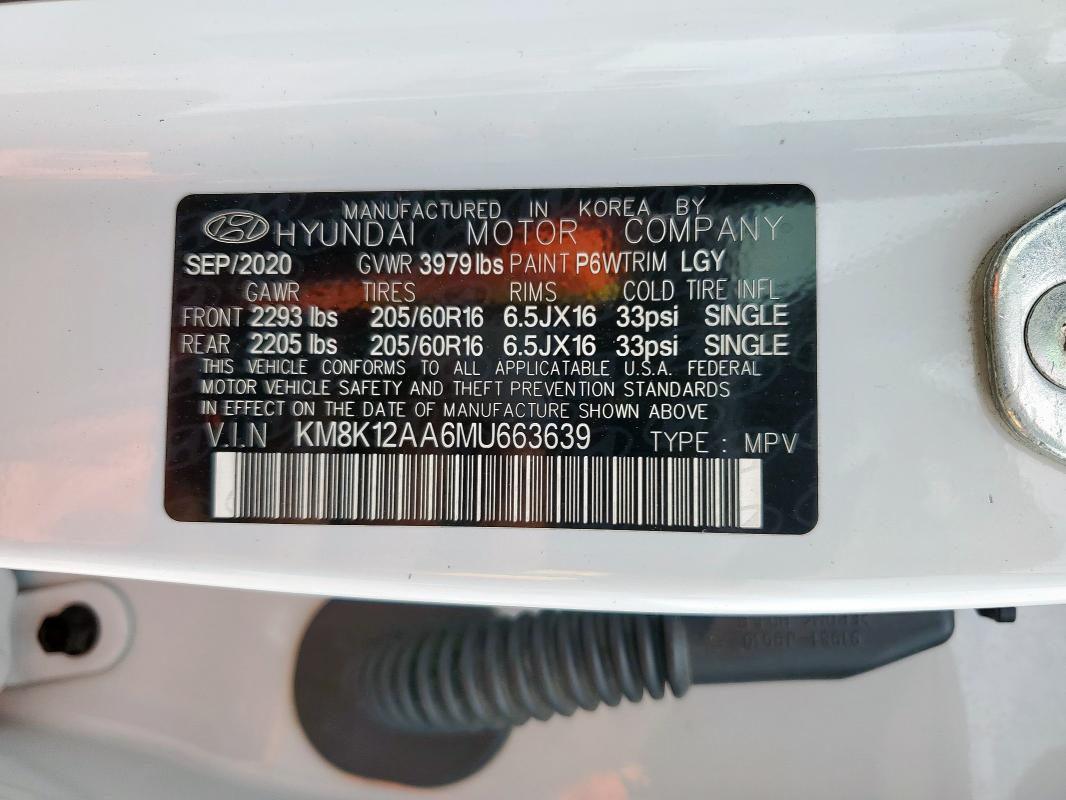 MANUFACTURED IN KOREA BY
HYUNDAI MOTOR COMPANY
SEP/2020 GVWR 3979 lbs PAINT P6W TRIM LGY
GAWR TIRES RIMS COLD TIRE INFL
FRONT 2293 lbs 205/60R16 6.5JX16 33psi SINGLE
REAR 2205 lbs 205/60R16 6.5JX16 33psi SINGLE
THIS VEHICLE CONFORMS TO ALL APPLICATABLE U.S.A. FEDERAL
MOTOR VEHICLE SAFETY AND THEFT PREVENTION STANDARDS
IN EFFECT ON THE DATE OF MANUFACTURE SHOWN ABOVE
V.I.N KM8K12AA6MU663639 TYPE : MPV